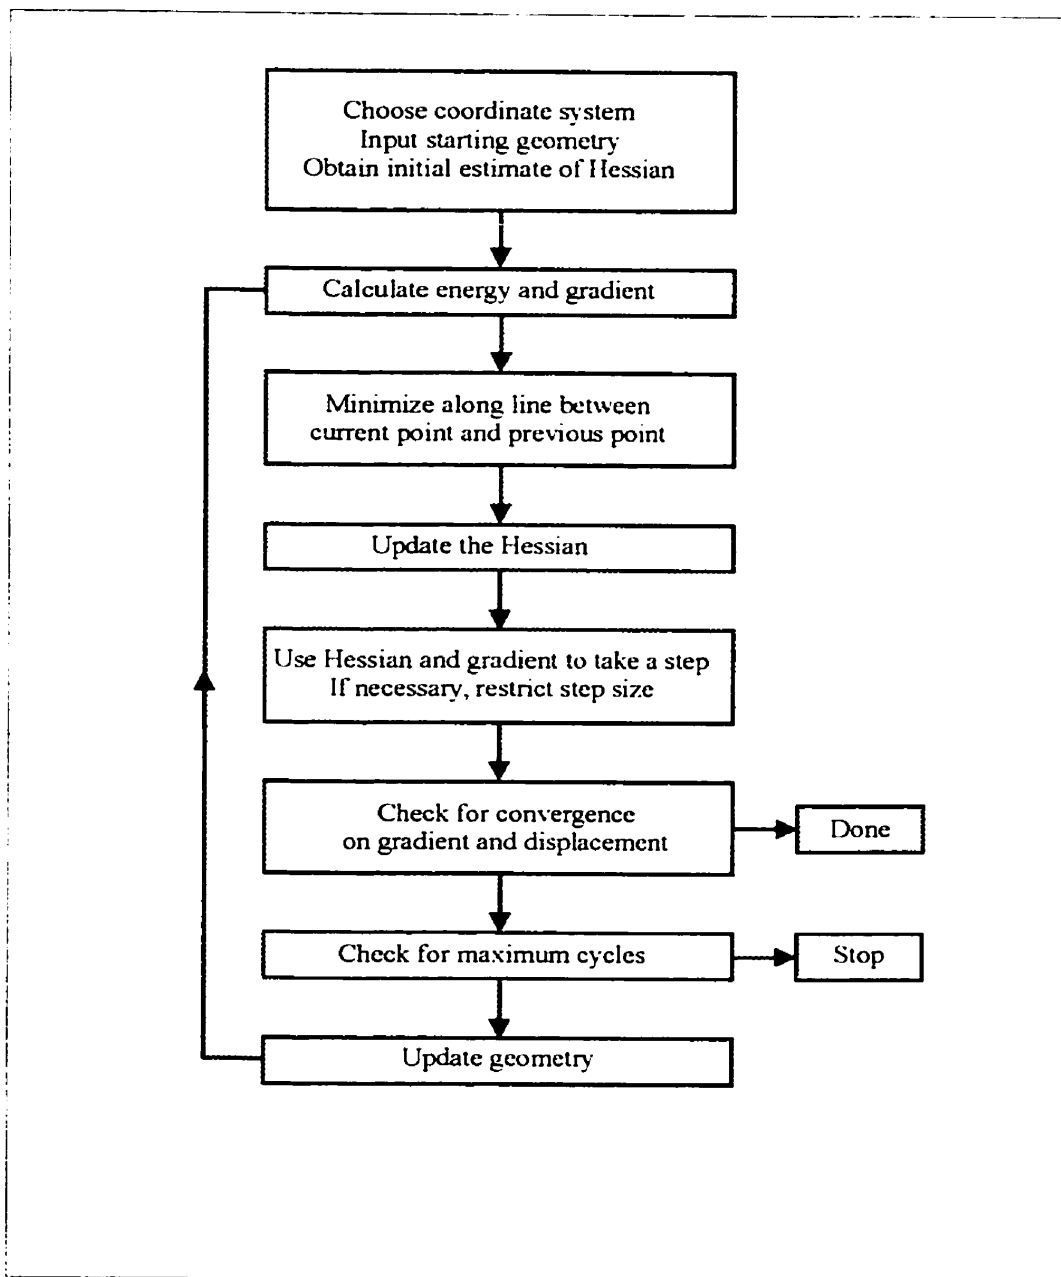 Choose coordinate system
Input starting geometry
Obtain initial estimate of Hessian
Calculate energy and gradient
Minimize along line between
current point and previous point
Update the Hessian
Use Hessian and gradient to take a step
If necessary, restrict step size
Check for convergence
on gradient and displacement
Done
Check for maximum cycles
Stop
Update geometry